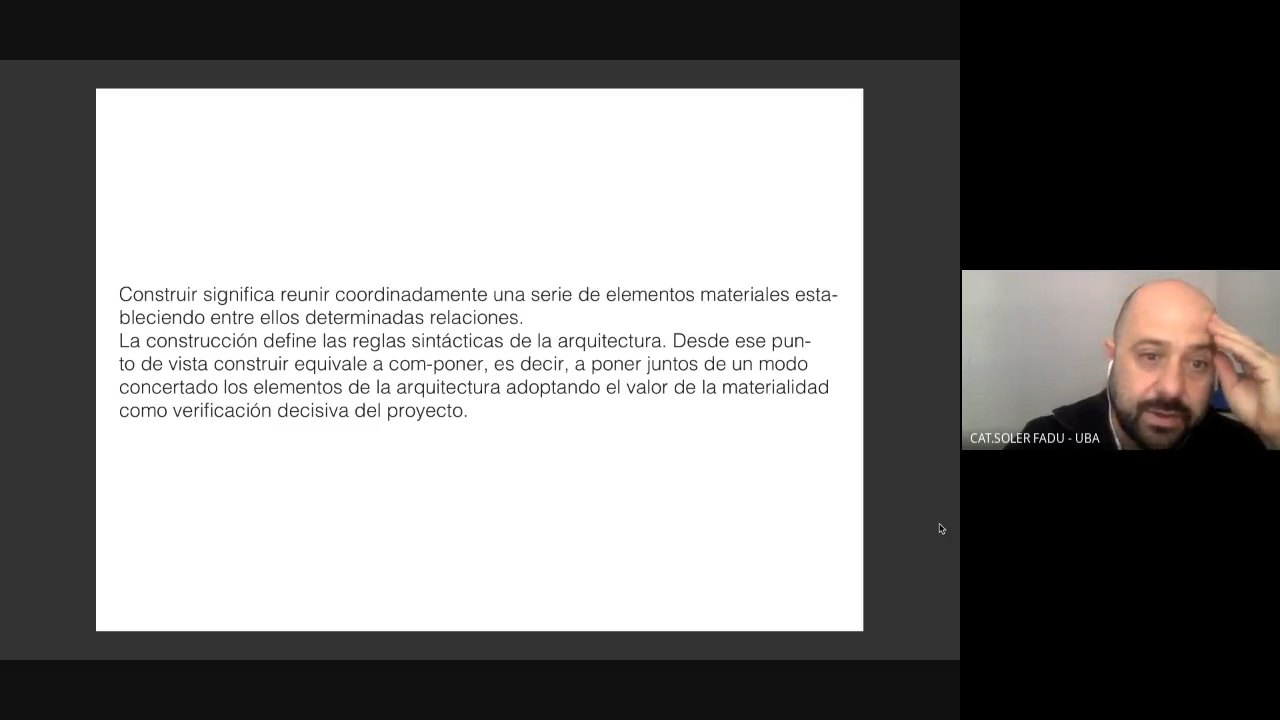 Construir significa reunir coordinadamente una serie de elementos materiales esta-
bleciendo entre ellos determinadas relaciones.
La construcción define las reglas sintácticas de la arquitectura. Desde ese pun-
to de vista construir equivale a com-poner, es decir, a poner juntos de un modo
concertado los elementos de la arquitectura adoptando el valor de la materialidad
como verificación decisiva del proyecto.
CAT.SOLER FADU - UBA